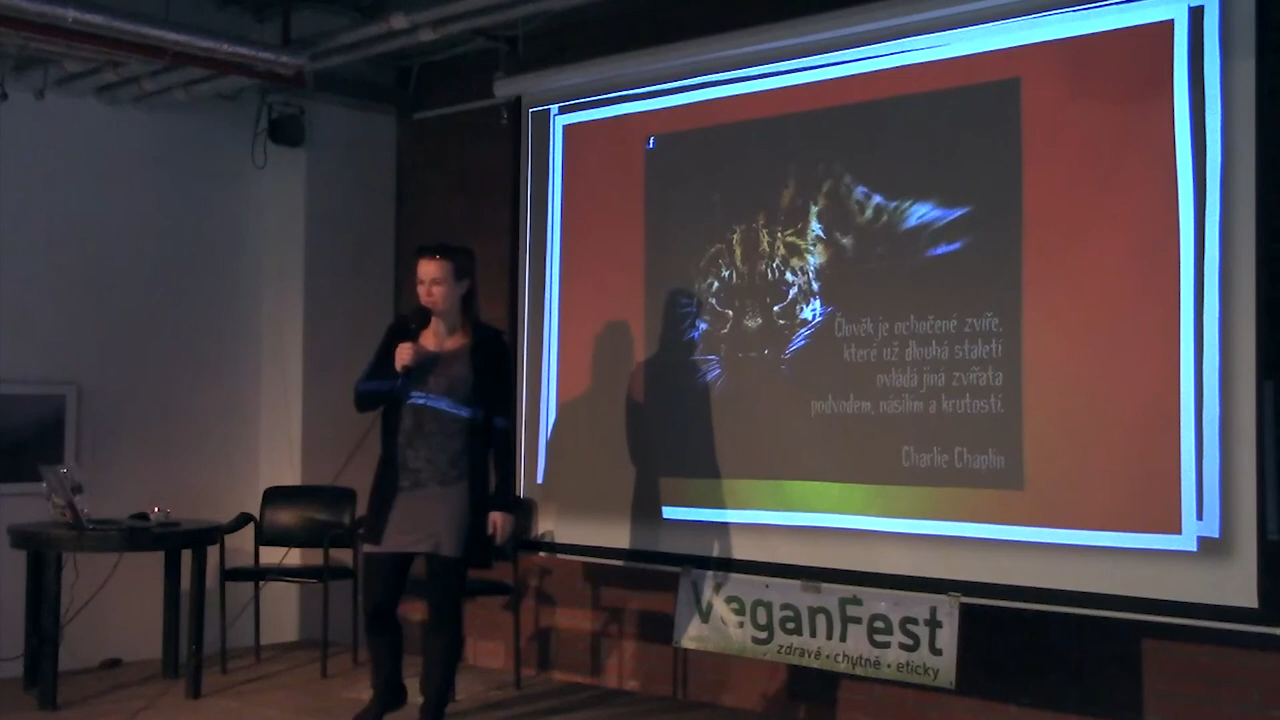 f
Člověk je ochočené zvíře,
které už dlouhá staletí
ovládá jiná zvířata
podvodem, násilím a krutostí.
Charlie Chaplin
VeganFest
zdravě • chutně • eticky